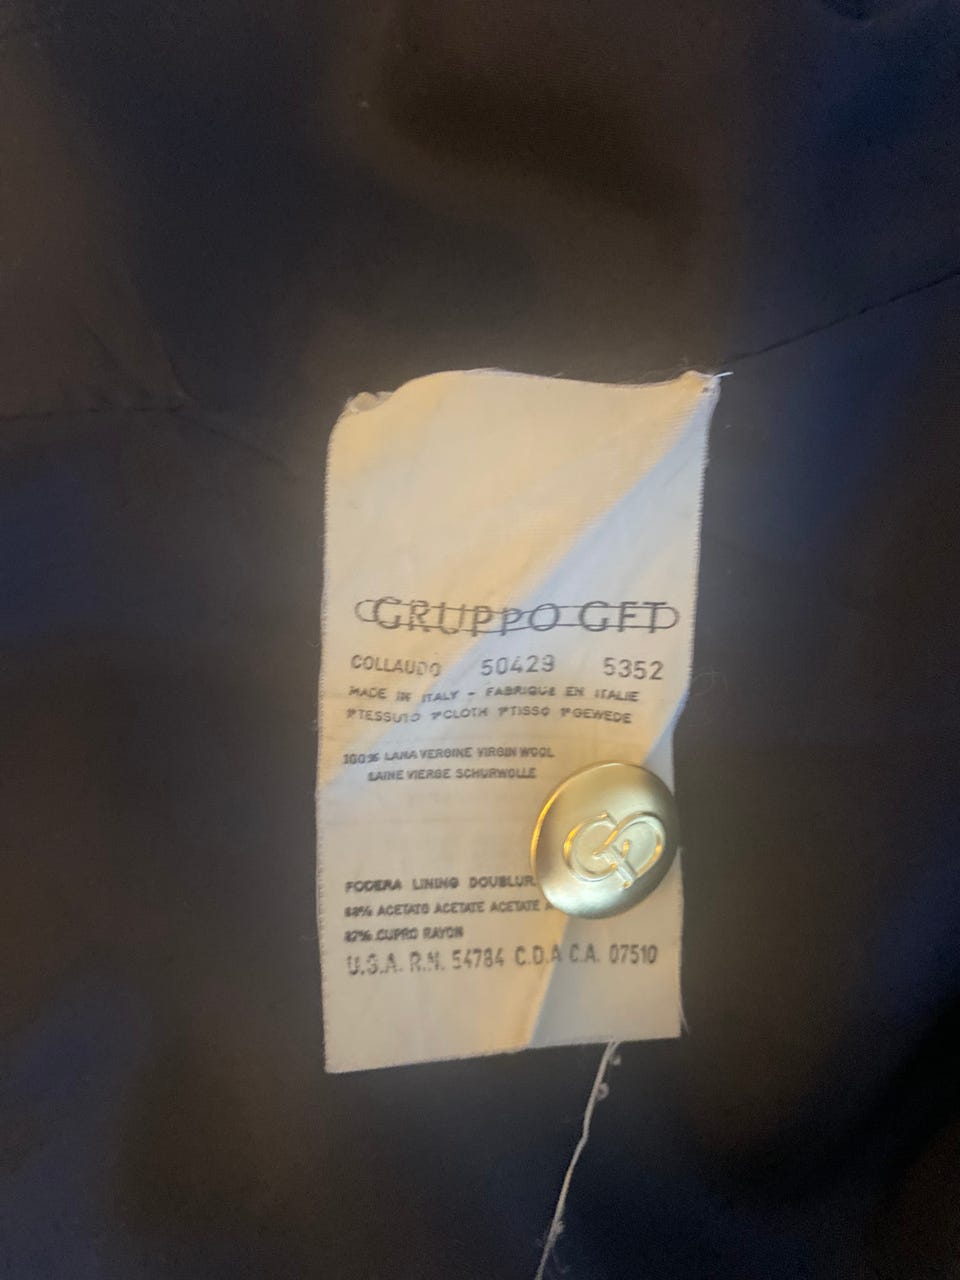 GRUPPO GFT
COLLAUDO 50429 5352
MADE IN ITALY - FABRIQUE EN ITALIE
1°TESSUTO 1°CLOTH 1°TISSO 1°GEWEDE
100% LANA VERGINE VIRGIN WOOL
LAINE VIERGE SCHURWOLLE
FODERA LINING DOUBLUR
ACETATO ACETATE ACETATE A
CUPRO RAYON
U.S.A. R.N. 54784 C.D.A C.A. 07510